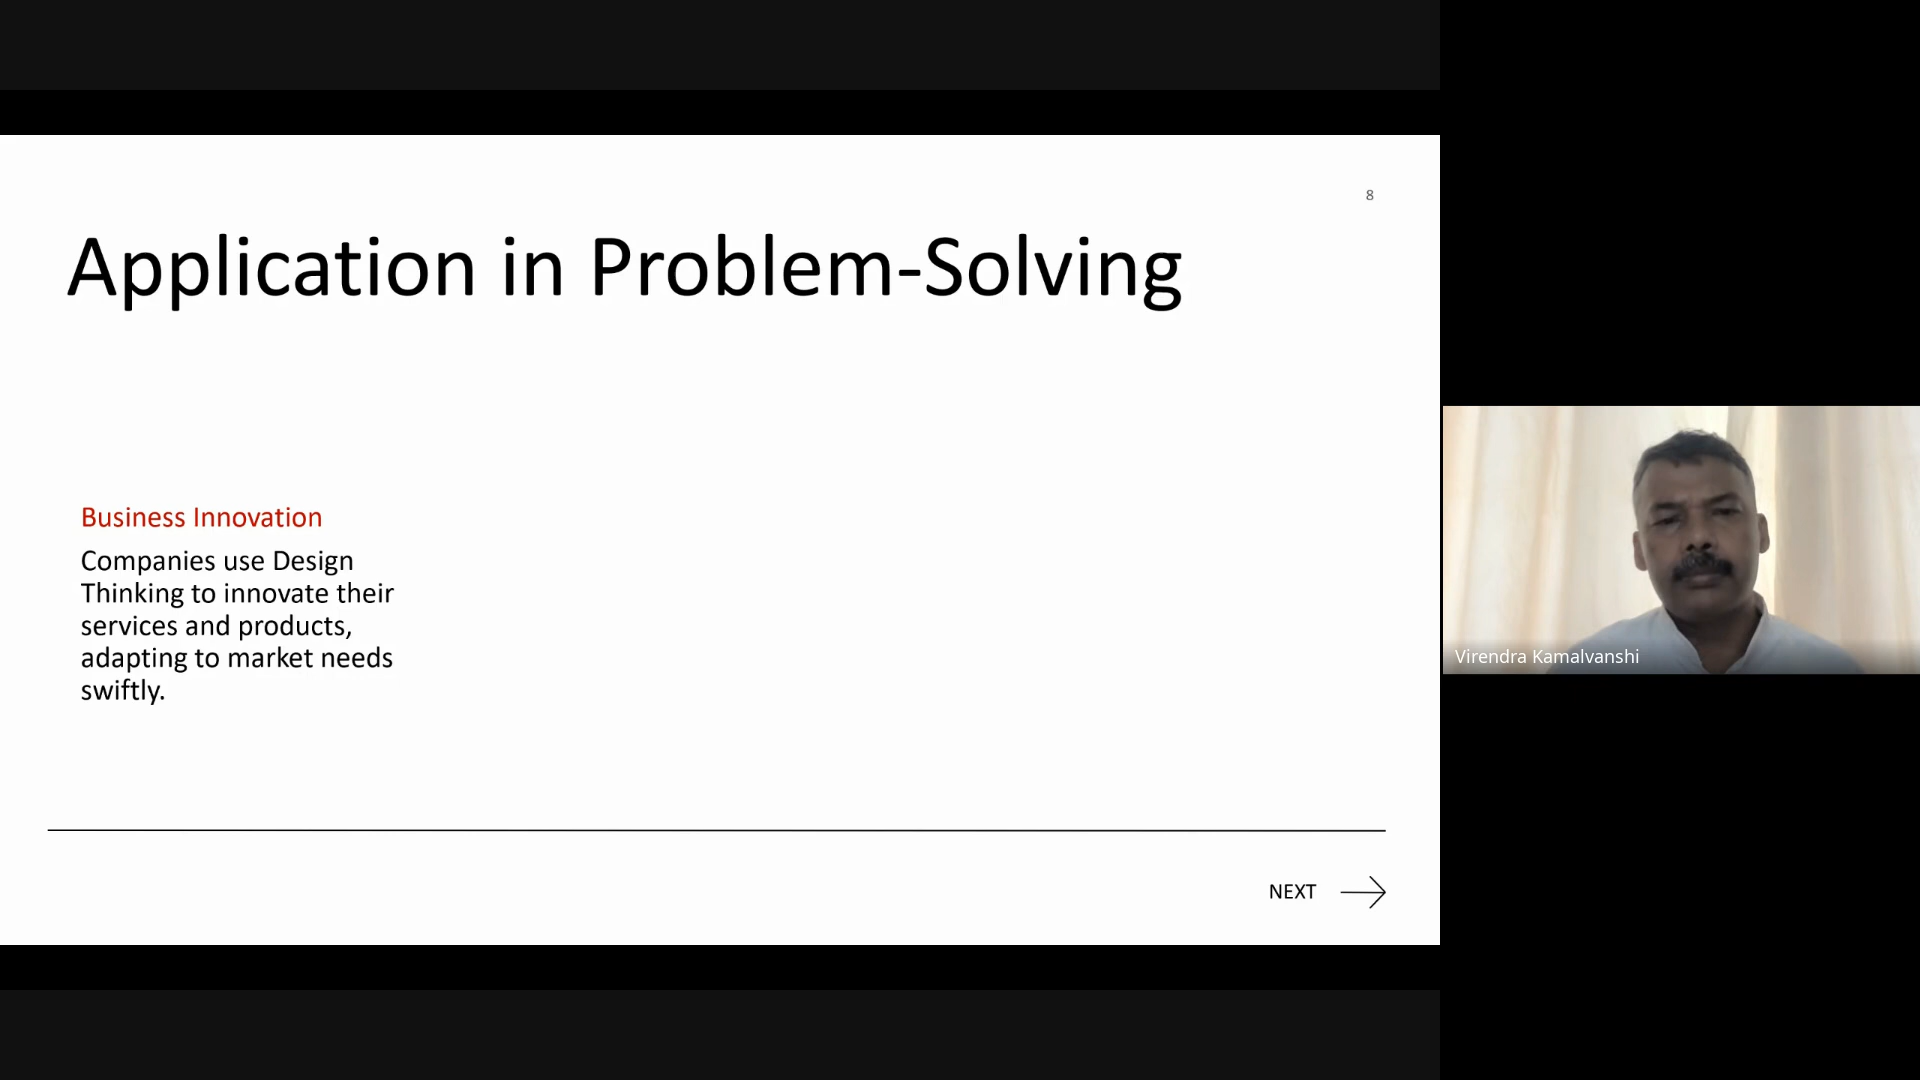 8
Application in Problem-Solving
Business Innovation
Companies use Design
Thinking to innovate their
services and products,
adapting to market needs
swiftly.
NEXT
Virendra Kamalvanshi